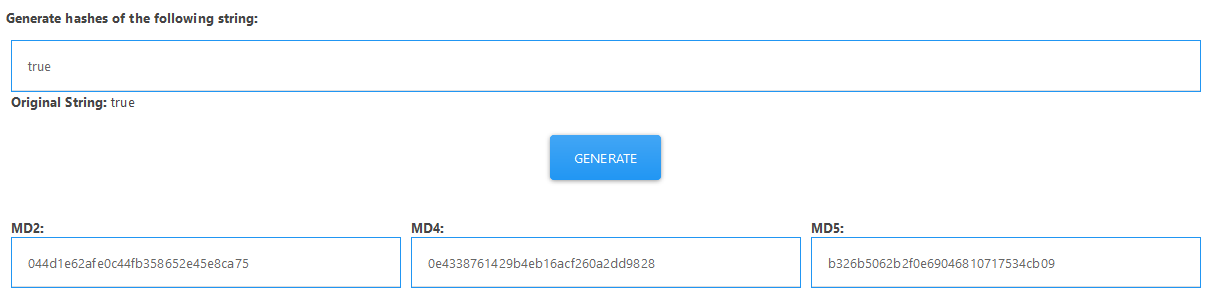 Generate hashes of the following string:
true
Original String: true
GENERATE
MD2: MD4: MD5:
044d1e62afe0c44fb358652e45e8ca75 0e4338761429b4eb16acf260a2dd9828 b326b5062b2f0e69046810717534cb09